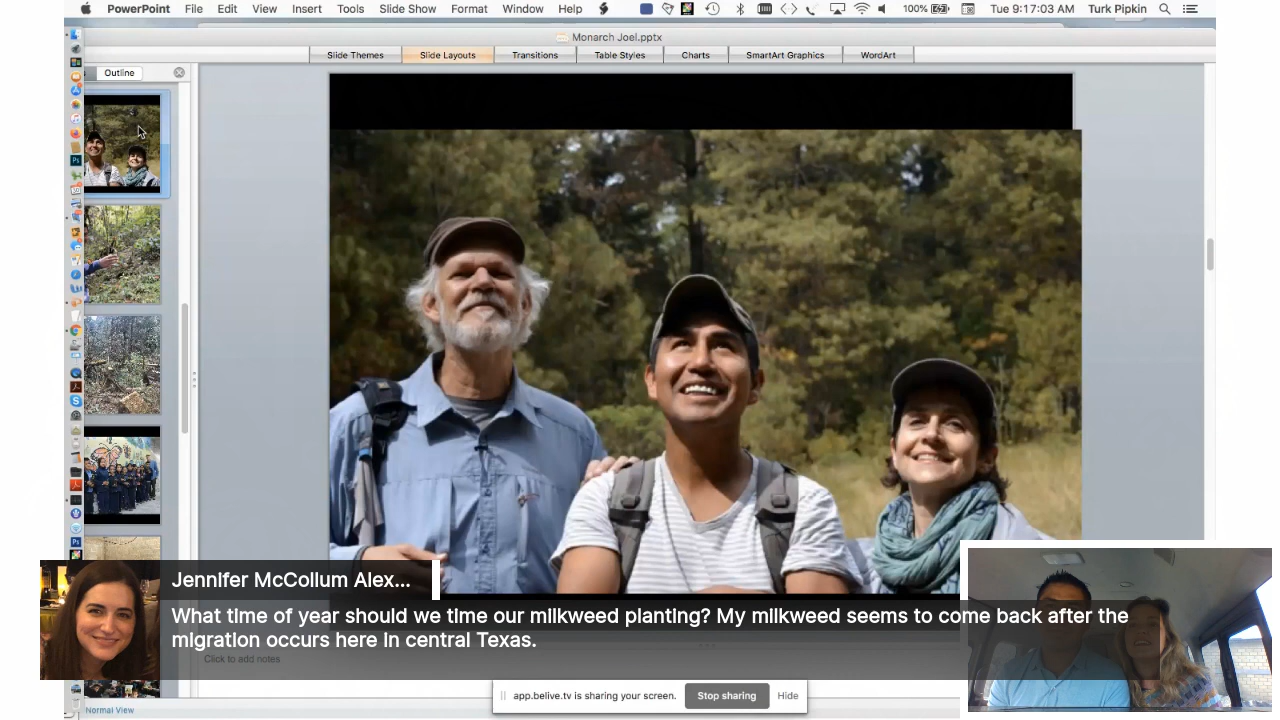 PowerPoint File Edit View Insert Tools Slide Show Format Window Help 100% Tue 9:17:03 AM Turk Pipkin
Monarch Joel.pptx
Slide Themes Slide Layouts Transitions Table Styles Charts SmartArt Graphics WordArt
Outline
Jennifer McCollum Alex...
What time of year should we time our milkweed planting? My milkweed seems to come back after the
migration occurs here in central Texas.
Click to add notes
app.belive.tv is sharing your screen. Stop sharing Hide
Normal View